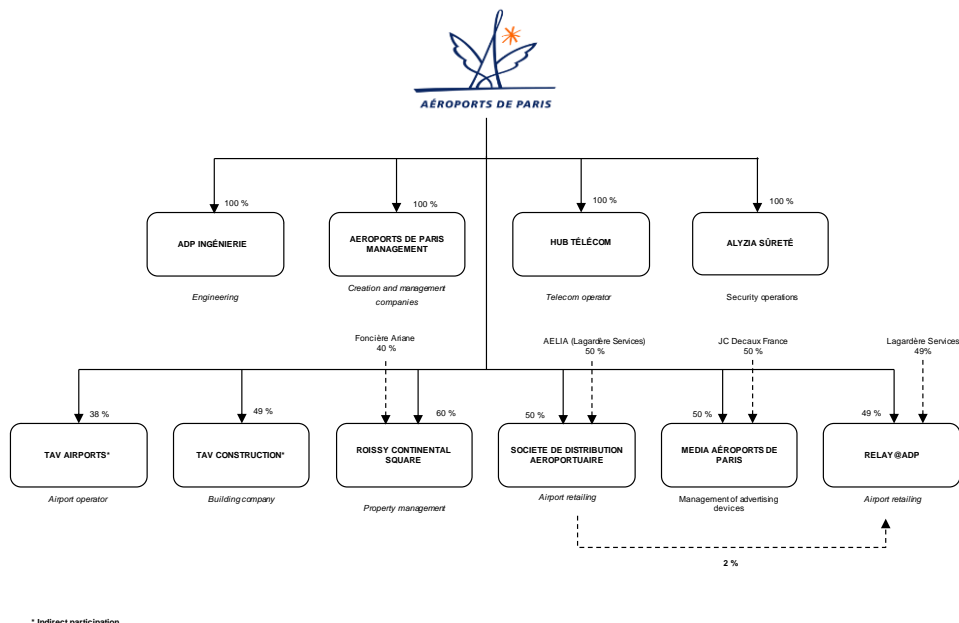 AÉROPORTS DE PARIS
100 %
100 %
100 %
100 %
ADP INGÉNIERIE
AEROPORTS DE PARIS
MANAGEMENT
HUB TÉLÉCOM
ALYZIA SÛRETÉ
Engineering
Creation and management
companies
Telecom operator
Security operations
Foncière Ariane
40 %
AELIA (Lagardère Services)
50 %
JC Decaux France
50 %
Lagardère Services
49%
38 %
49 %
60 %
50 %
50 %
49 %
TAV AIRPORTS*
TAV CONSTRUCTION*
ROISSY CONTINENTAL
SQUARE
SOCIETE DE DISTRIBUTION
AEROPORTUAIRE
MEDIA AÉROPORTS DE
PARIS
RELAY@ADP
Airport operator
Building company
Property management
Airport retailing
Management of advertising
devices
Airport retailing
2 %
* Indirect participation